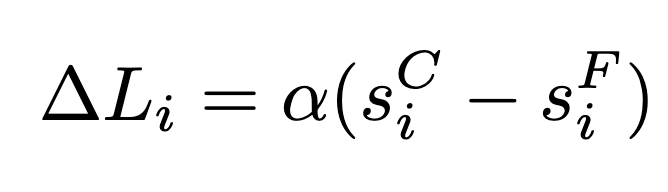 ΔL_i = α(s_i^C − s_i^F)